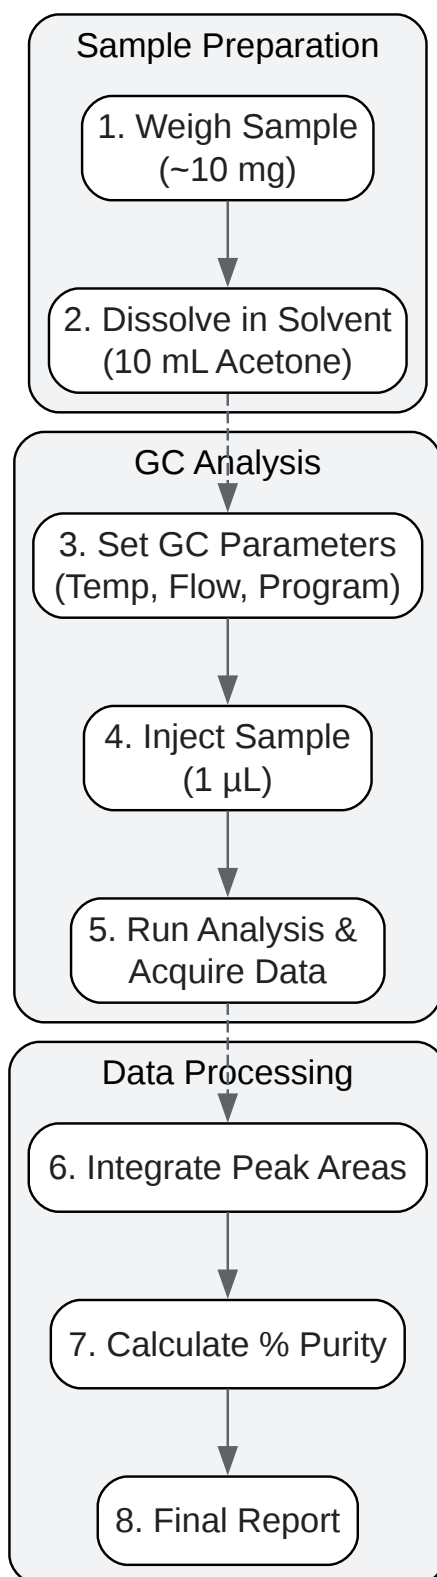 Sample Preparation
1. Weigh Sample
(~10 mg)
2. Dissolve in Solvent
(10 mL Acetone)
GC Analysis
3. Set GC Parameters
(Temp, Flow, Program)
4. Inject Sample
(1 µL)
5. Run Analysis &
Acquire Data
Data Processing
6. Integrate Peak Areas
7. Calculate % Purity
8. Final Report